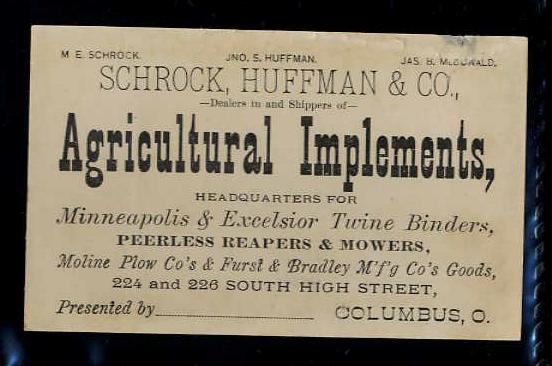 M. E. SCHROCK. JNO. S. HUFFMAN. JAS. B. McDONALD.
SCHROCK, HUFFMAN & CO.,
—Dealers in and Shippers of—
Agricultural Implements,
HEADQUARTERS FOR
Minneapolis & Excelsior Twine Binders,
PEERLESS REAPERS & MOWERS,
Moline Plow Co's & Furst & Bradley M'f'g Co's Goods,
224 and 226 SOUTH HIGH STREET,
Presented by COLUMBUS, O.